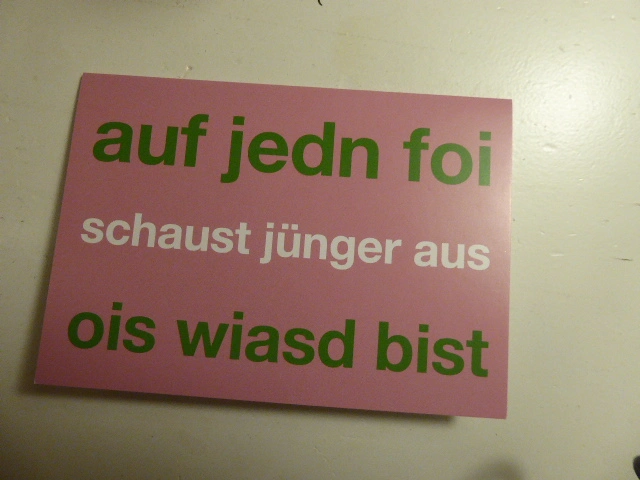 auf jedn foi
schaust jünger aus
ois wiasd bist